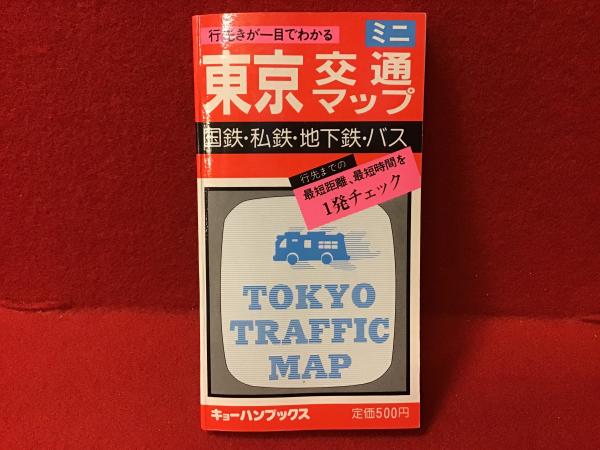 行先きが一目でわかる
ミニ
東京交通マップ
国鉄・私鉄・地下鉄・バス
行先までの
最短距離、最短時間を
1発チェック
TOKYO
TRAFFIC
MAP
キョーハンブックス
定価500円